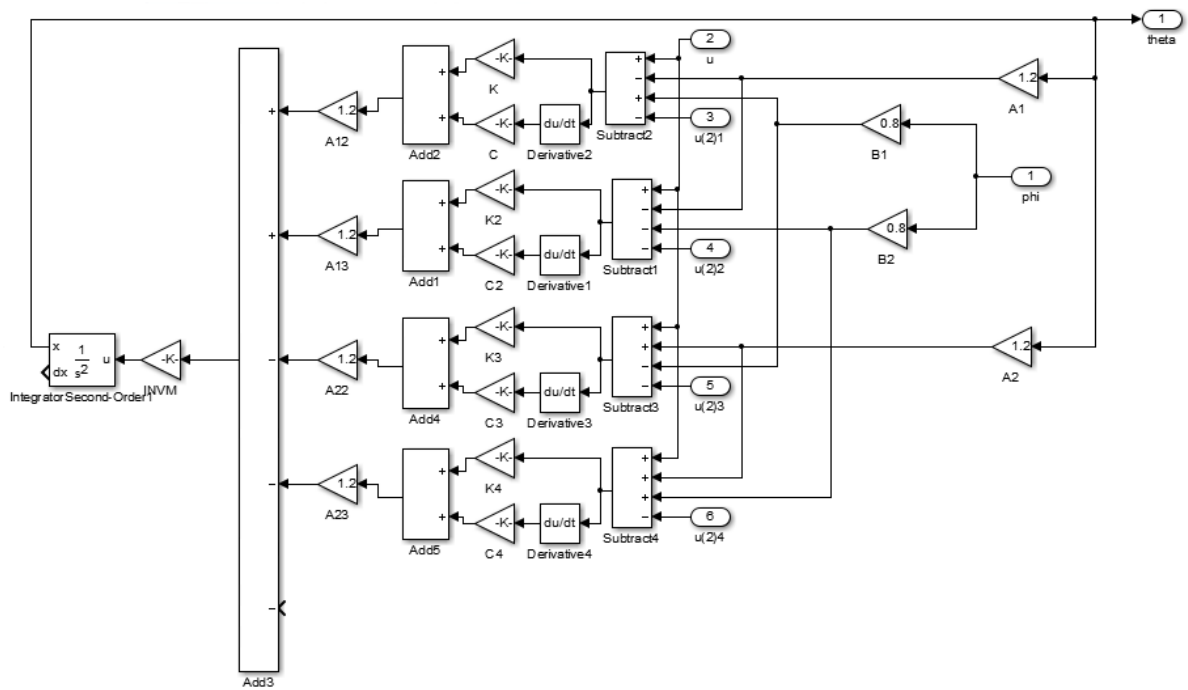 1
theta
2
u
+
−
+
−
Subtract2
-K-
K
+
+
Add2
1.2
A12
+
-K-
C
du/dt
Derivative2
3
u(2)1
1.2
A1
0.8
B1
1
phi
+
−
−
−
Subtract1
-K-
K2
+
+
Add1
1.2
A13
+
-K-
C2
du/dt
Derivative1
4
u(2)2
0.8
B2
+
+
−
−
Subtract3
-K-
K3
+
+
Add4
1.2
A22
−
-K-
C3
du/dt
Derivative3
5
u(2)3
1.2
A2
x
dx
1
s2
u
IntegratorSecond-Order1
-K-
INVM
+
+
+
−
Subtract4
-K-
K4
+
+
Add5
1.2
A23
−
-K-
C4
du/dt
Derivative4
6
u(2)4
−
Add3